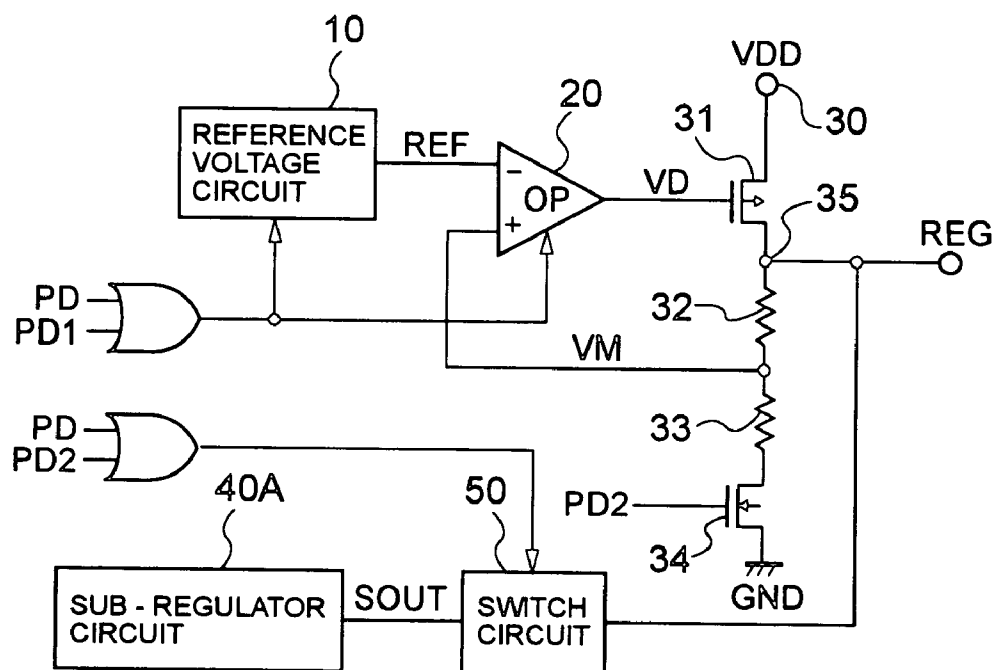 10
VDD
20
REFERENCE
VOLTAGE
CIRCUIT
REF
31
30
−
OP
+
VD
35
REG
PD
PD1
32
VM
PD
PD2
33
40A
50
PD2
34
SUB - REGULATOR
CIRCUIT
SOUT
SWITCH
CIRCUIT
GND